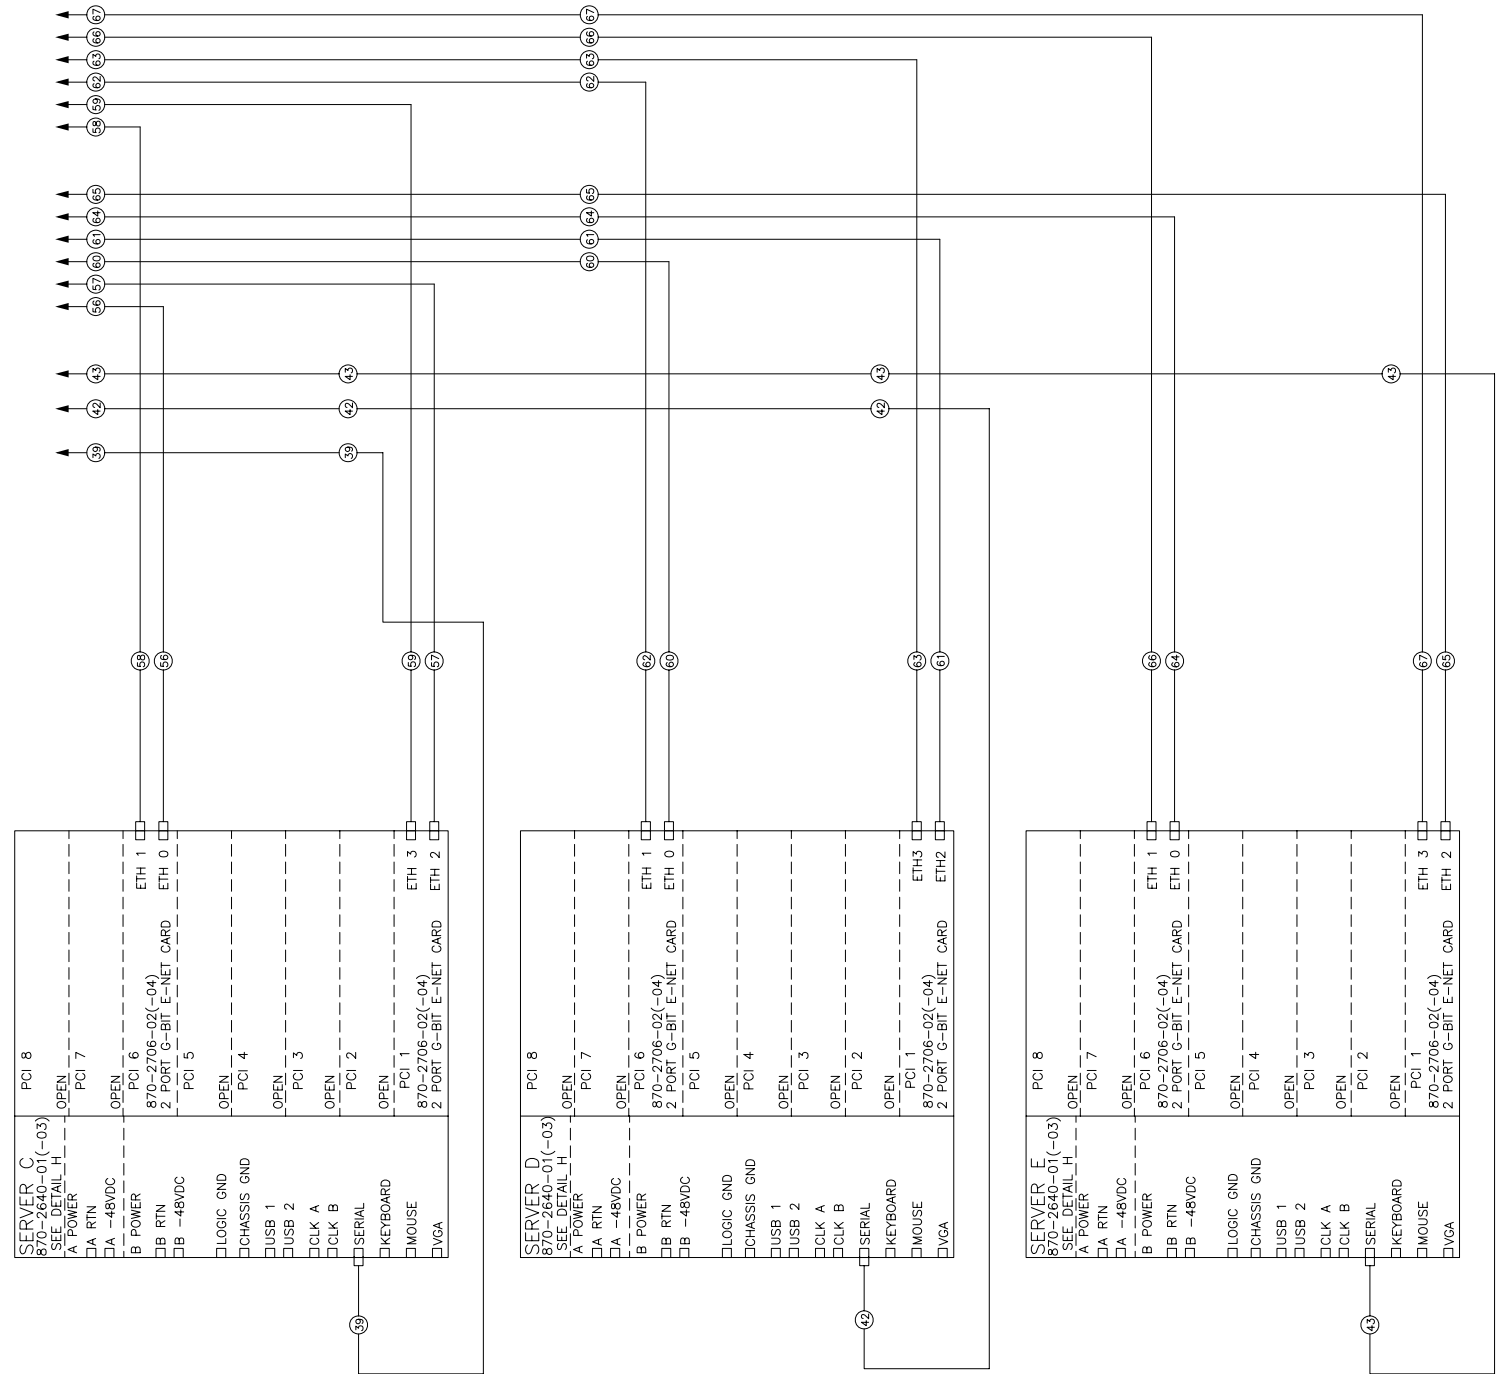 67
67
66
66
63
63
62
62
59
58
65
65
64
64
61
61
60
60
57
56
43
43
43
43
42
42
42
39
39
58
56
59
57
62
60
63
61
66
64
67
65
SERVER C
870-2640-01(-03)
SEE DETAIL H
A POWER
A RTN
A -48VDC
B POWER
B RTN
B -48VDC
LOGIC GND
CHASSIS GND
USB 1
USB 2
CLK A
CLK B
SERIAL
KEYBOARD
MOUSE
VGA
PCI 8
OPEN
PCI 7
OPEN
PCI 6
870-2706-02(-04)
2 PORT G-BIT E-NET CARD
ETH 1
ETH 0
PCI 5
OPEN
PCI 4
OPEN
PCI 3
OPEN
PCI 2
OPEN
PCI 1
870-2706-02(-04)
2 PORT G-BIT E-NET CARD
ETH 3
ETH 2
39
SERVER D
870-2640-01(-03)
SEE DETAIL H
A POWER
A RTN
A -48VDC
B POWER
B RTN
B -48VDC
LOGIC GND
CHASSIS GND
USB 1
USB 2
CLK A
CLK B
SERIAL
KEYBOARD
MOUSE
VGA
PCI 8
OPEN
PCI 7
OPEN
PCI 6
870-2706-02(-04)
2 PORT G-BIT E-NET CARD
ETH 1
ETH 0
PCI 5
OPEN
PCI 4
OPEN
PCI 3
OPEN
PCI 2
OPEN
PCI 1
870-2706-02(-04)
2 PORT G-BIT E-NET CARD
ETH3
ETH2
42
SERVER E
870-2640-01(-03)
SEE DETAIL H
A POWER
A RTN
A -48VDC
B POWER
B RTN
B -48VDC
LOGIC GND
CHASSIS GND
USB 1
USB 2
CLK A
CLK B
SERIAL
KEYBOARD
MOUSE
VGA
PCI 8
OPEN
PCI 7
OPEN
PCI 6
870-2706-02(-04)
2 PORT G-BIT E-NET CARD
ETH 1
ETH 0
PCI 5
OPEN
PCI 4
OPEN
PCI 3
OPEN
PCI 2
OPEN
PCI 1
870-2706-02(-04)
2 PORT G-BIT E-NET CARD
ETH 3
ETH 2
43